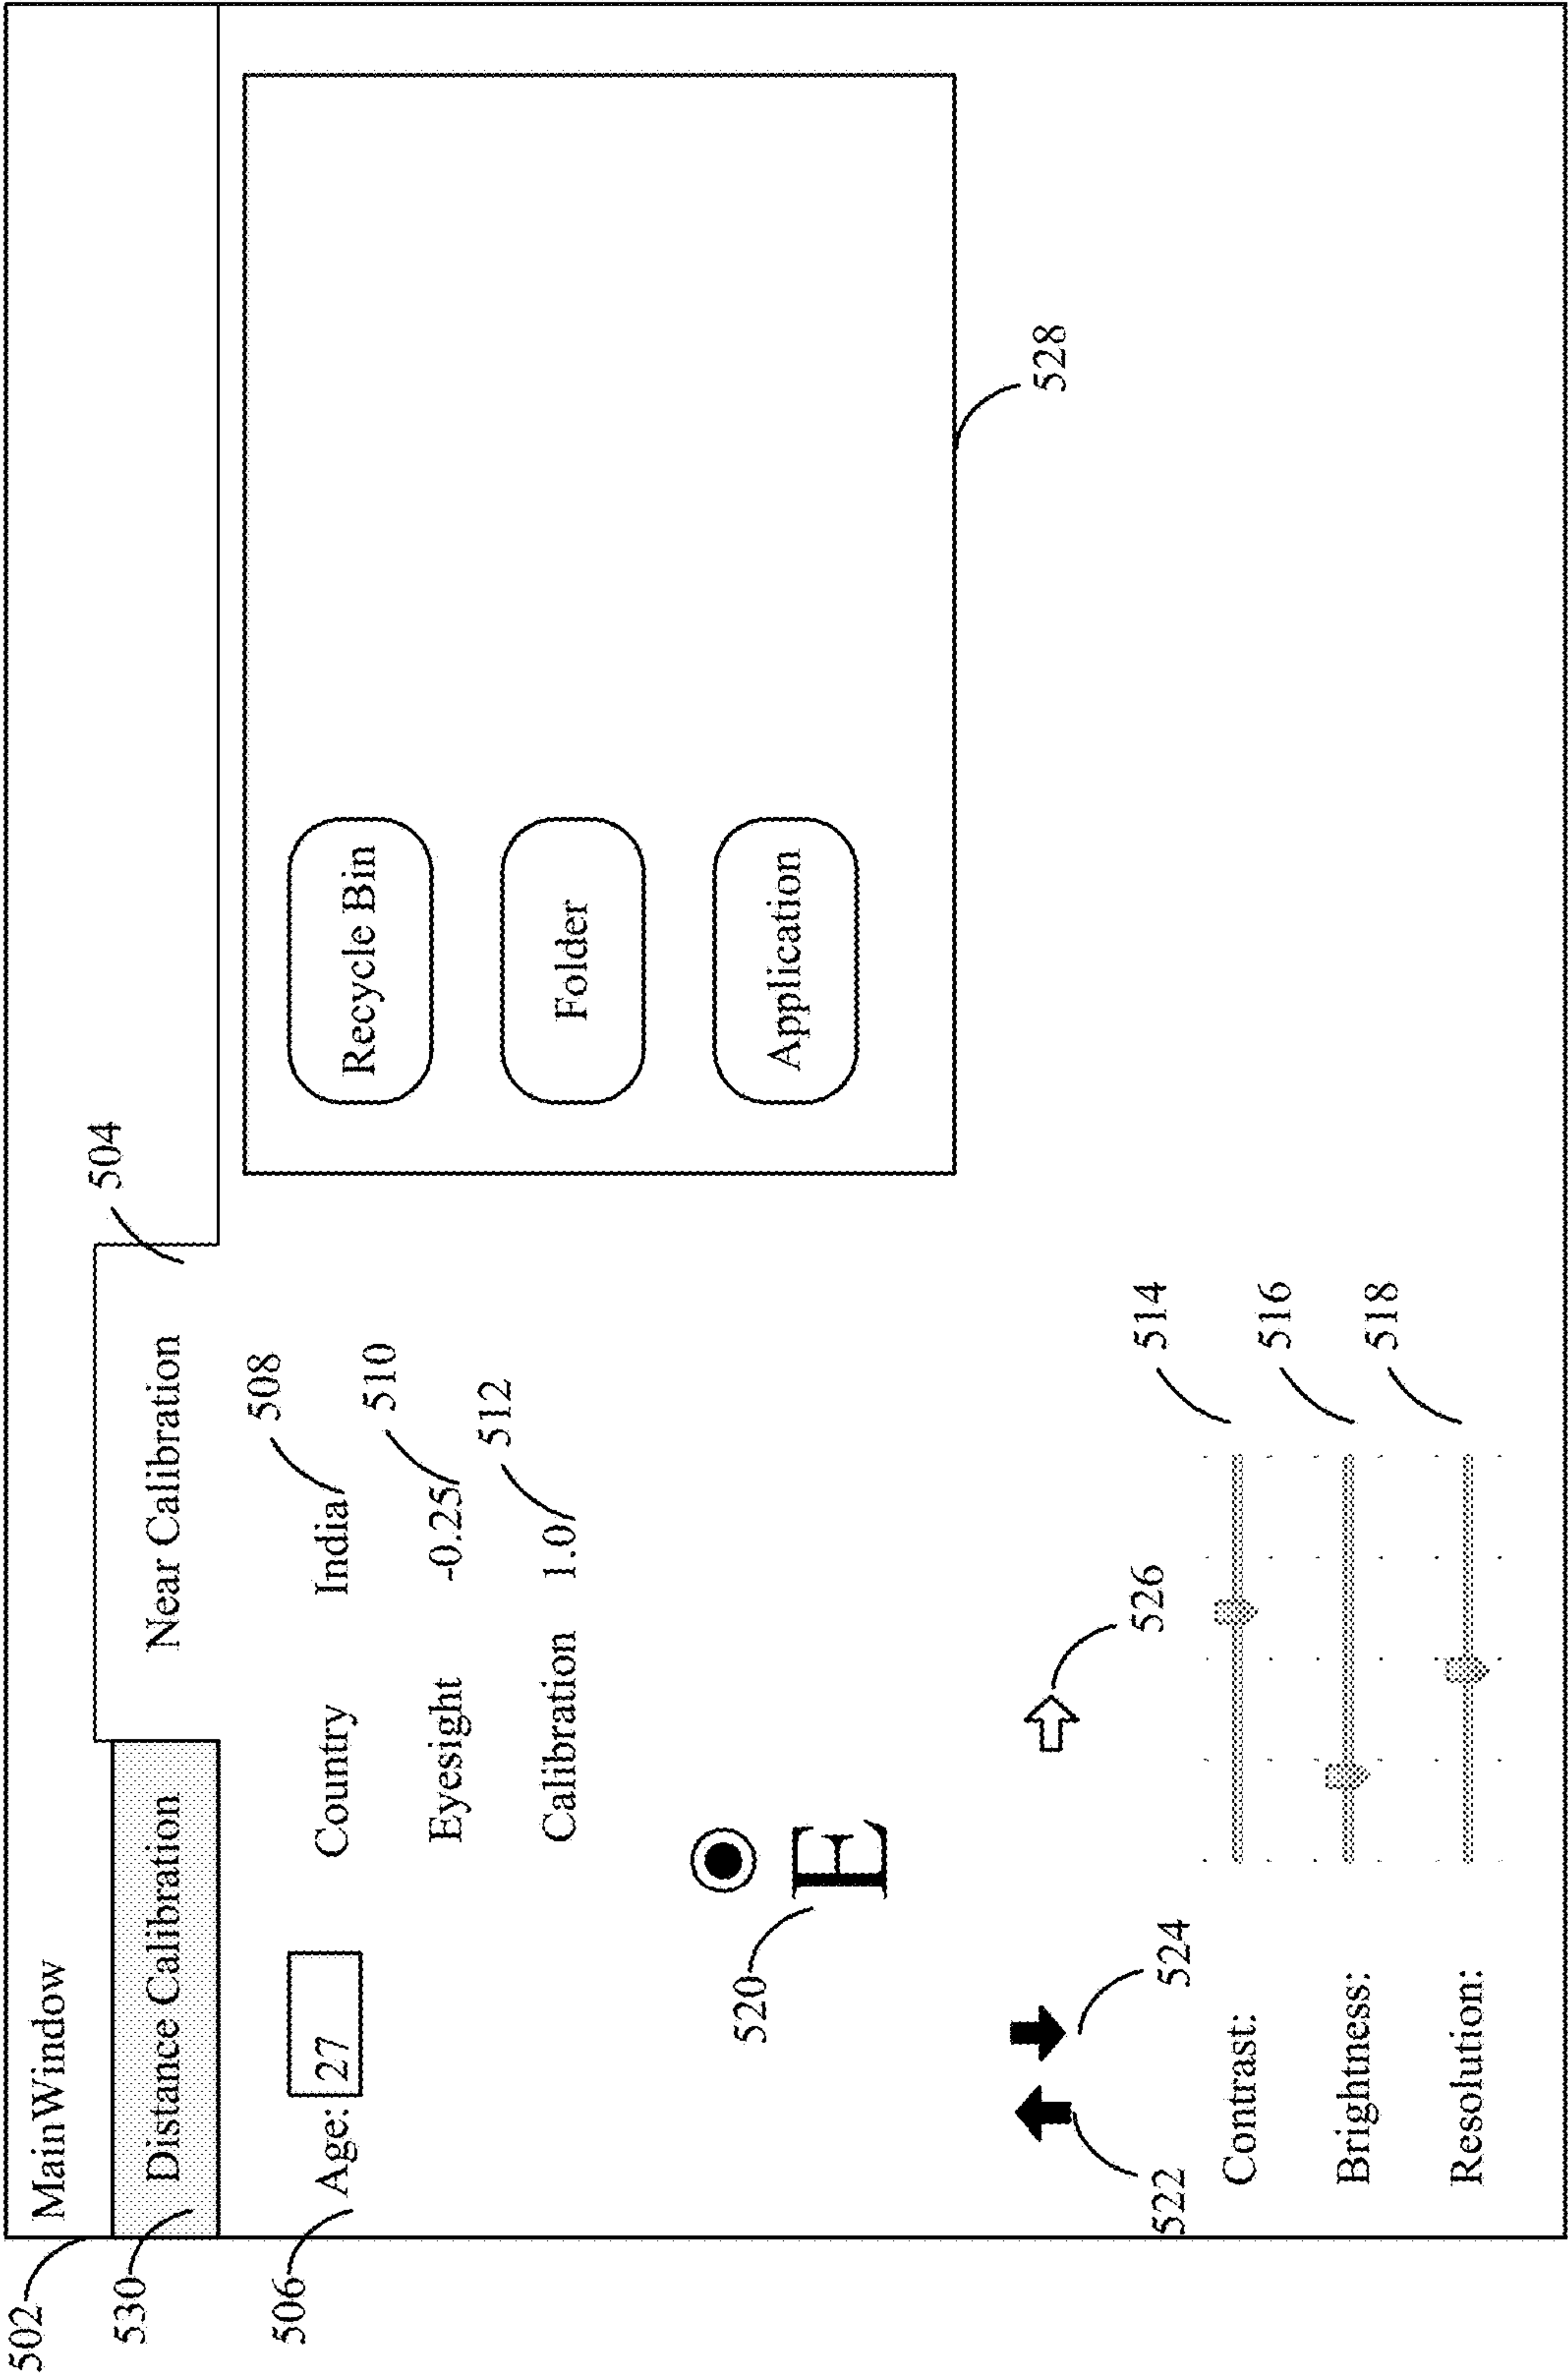 502
MainWindow
530
Distance Calibration
Near Calibration
504
506
Age: 27
Country
India
508
Eyesight
-0.25
510
Calibration
1.0
512
520
E
522
524
526
Contrast:
514
Brightness:
516
Resolution:
518
Recycle Bin
Folder
Application
528